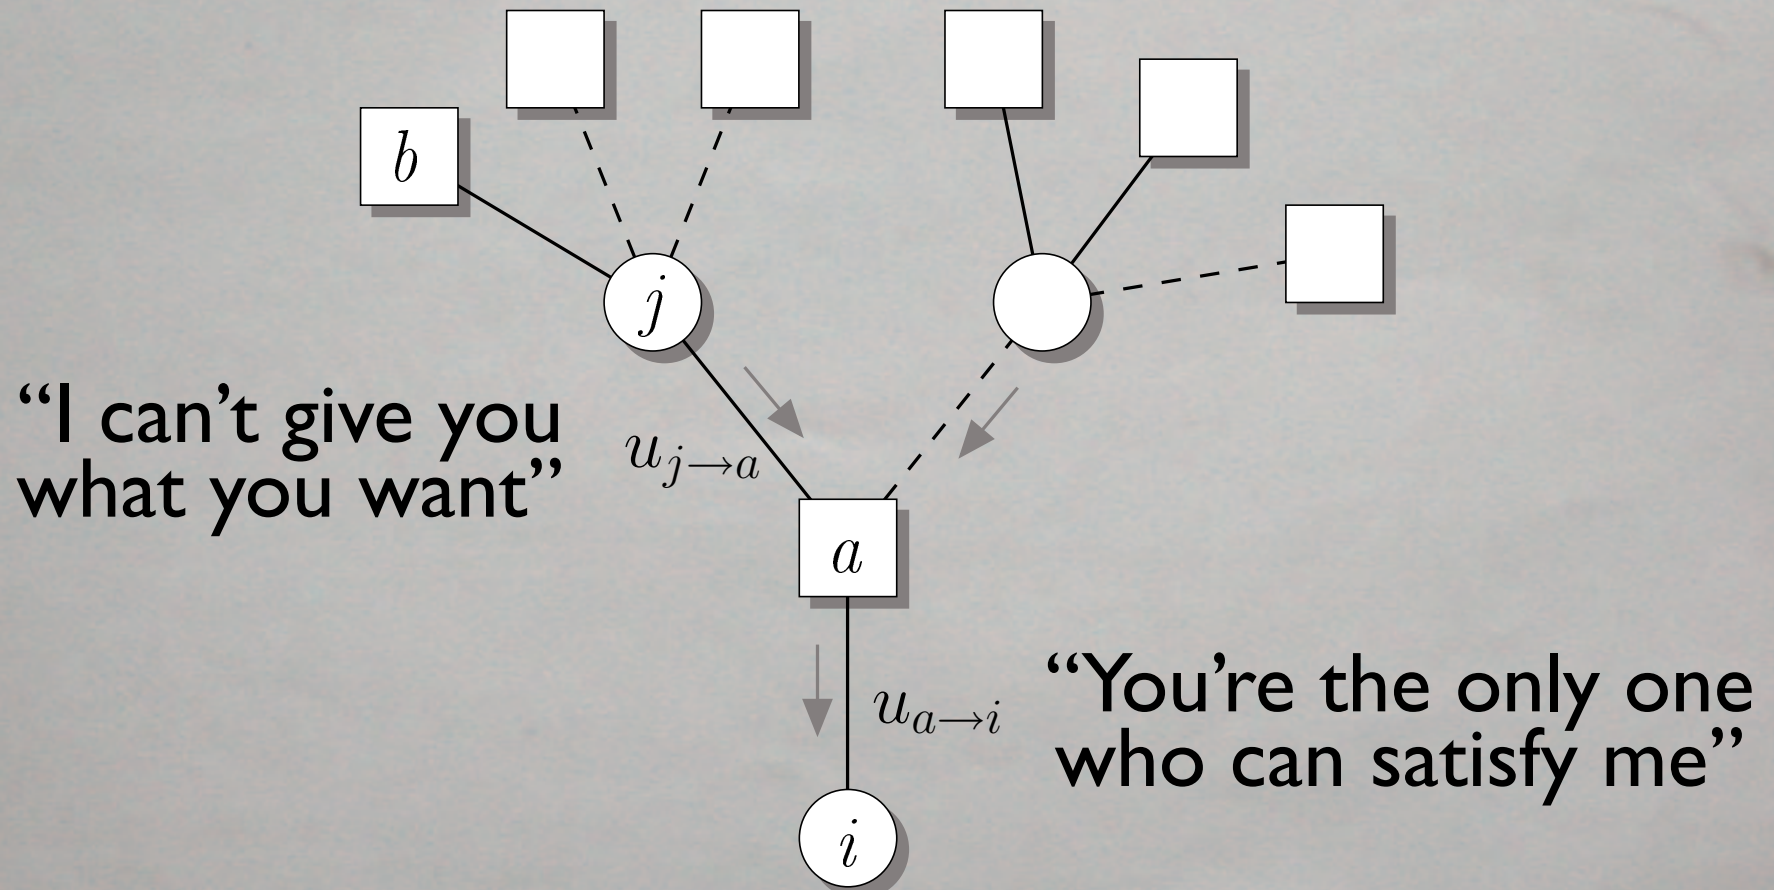 b
j
“I can’t give you
what you want”
u_{j→a}
a
“You’re the only one
who can satisfy me”
u_{a→i}
i